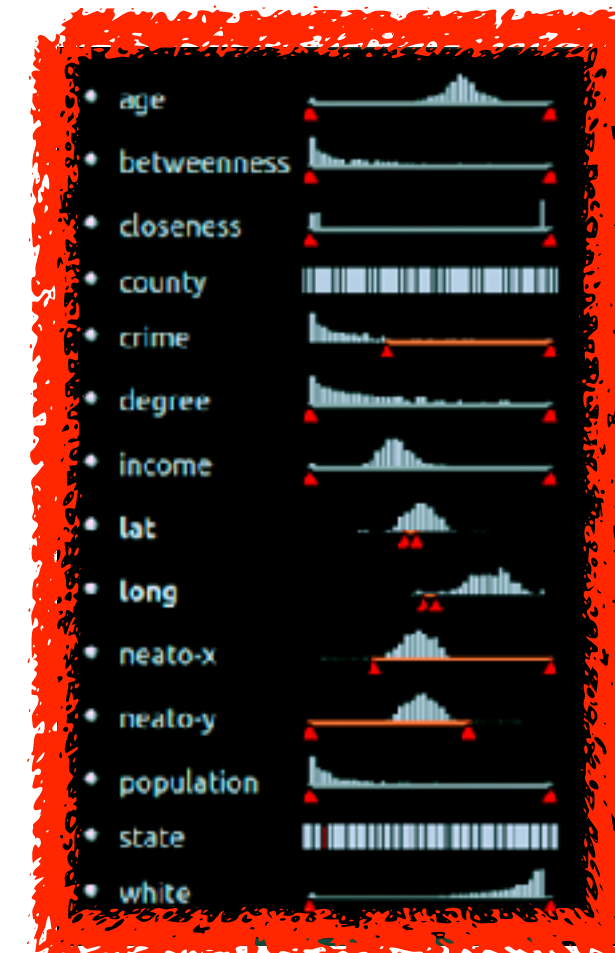 age
betweenness
closeness
county
crime
degree
income
lat
long
neato-x
neato-y
population
state
white